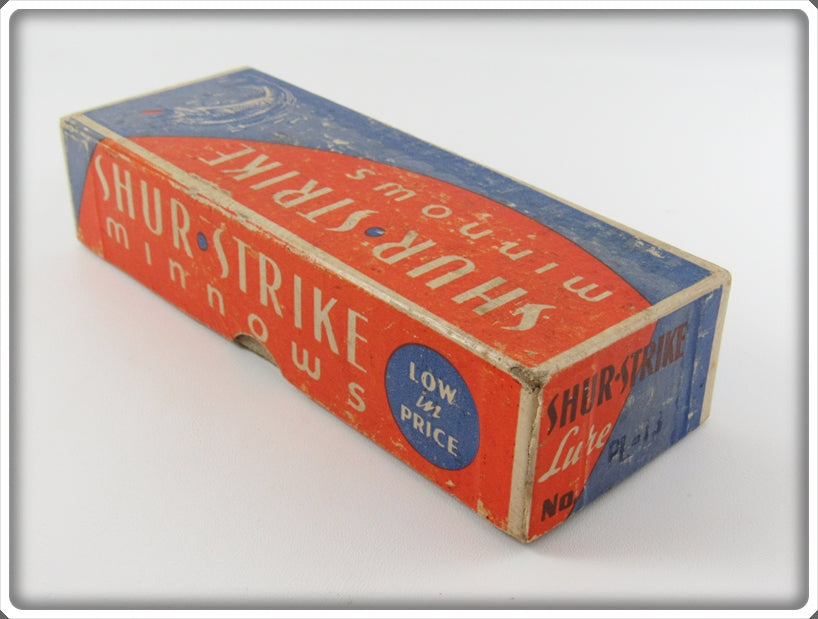 SHUR·STRIKE
minnows
SHUR·STRIKE
minnows
LOW
in
PRICE
SHUR-STRIKE
Lure
No.